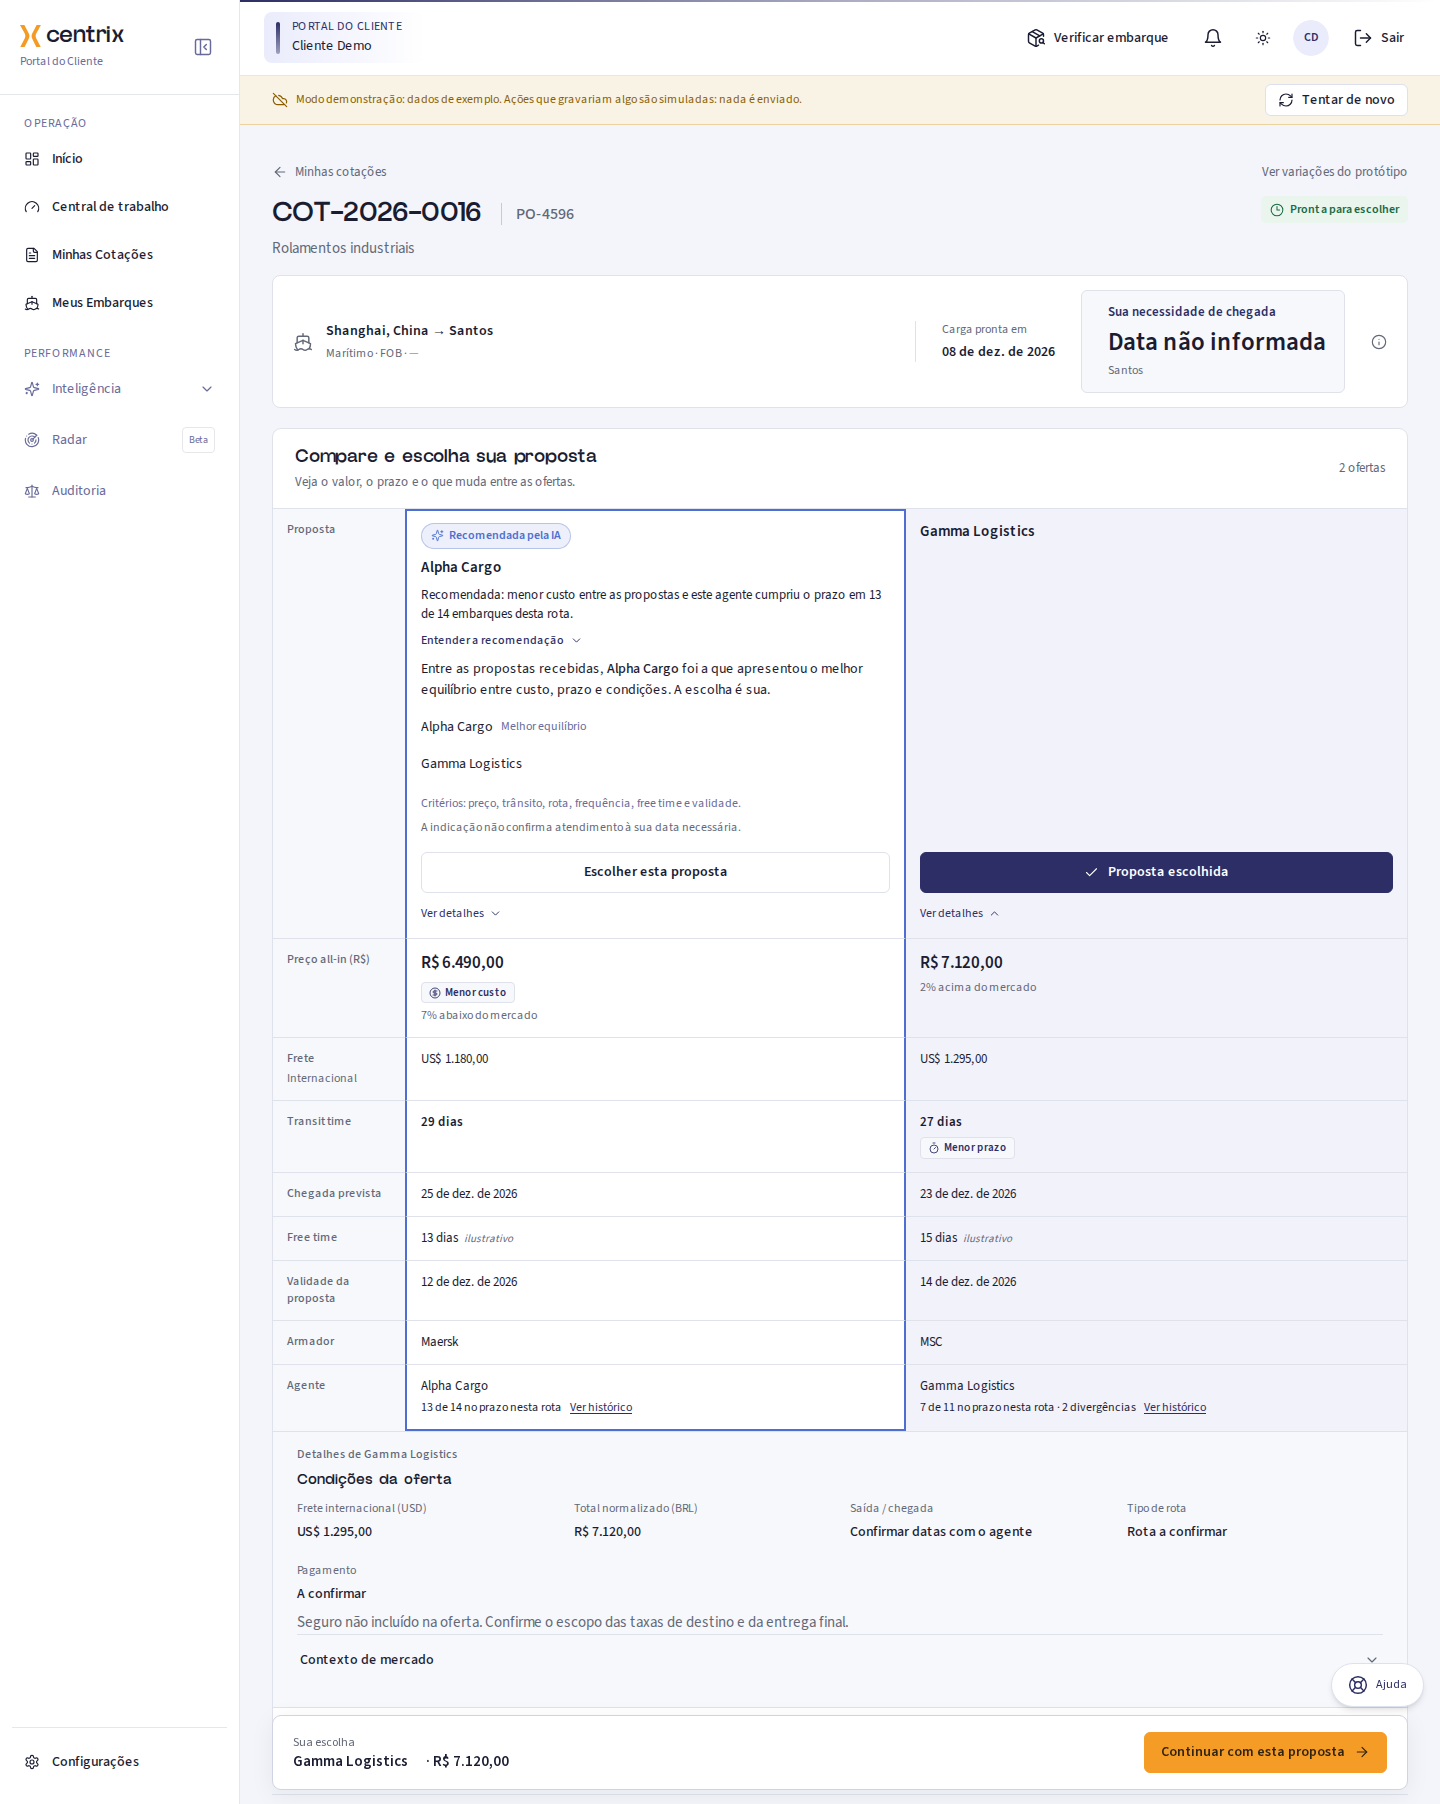 centrix
Portal do Cliente
OPERAÇÃO
Início
Central de trabalho
Minhas Cotações
Meus Embarques
PERFORMANCE
Inteligência
Radar
Beta
Auditoria
Configurações
PORTAL DO CLIENTE
Cliente Demo
Verificar embarque
CD
Sair
Modo demonstração: dados de exemplo. Ações que gravariam algo são simuladas: nada é enviado.
Tentar de novo
Minhas cotações
Ver variações do protótipo
COT-2026-0016
PO-4596
Pronta para escolher
Rolamentos industriais
Shanghai, China → Santos
Marítimo · FOB · —
Carga pronta em
08 de dez. de 2026
Sua necessidade de chegada
Data não informada
Santos
Compare e escolha sua proposta
Veja o valor, o prazo e o que muda entre as ofertas.
2 ofertas
Proposta
Recomendada pela IA
Alpha Cargo
Recomendada: menor custo entre as propostas e este agente cumpriu o prazo em 13
de 14 embarques desta rota.
Entender a recomendação
Entre as propostas recebidas, Alpha Cargo foi a que apresentou o melhor
equilíbrio entre custo, prazo e condições. A escolha é sua.
Alpha Cargo Melhor equilíbrio
Gamma Logistics
Critérios: preço, trânsito, rota, frequência, free time e validade.
A indicação não confirma atendimento à sua data necessária.
Escolher esta proposta
Ver detalhes
Gamma Logistics
Proposta escolhida
Ver detalhes
Preço all-in (R$)
R$ 6.490,00
Menor custo
7% abaixo do mercado
R$ 7.120,00
2% acima do mercado
Frete
Internacional
US$ 1.180,00
US$ 1.295,00
Transit time
29 dias
27 dias
Menor prazo
Chegada prevista
25 de dez. de 2026
23 de dez. de 2026
Free time
13 dias ilustrativo
15 dias ilustrativo
Validade da
proposta
12 de dez. de 2026
14 de dez. de 2026
Armador
Maersk
MSC
Agente
Alpha Cargo
13 de 14 no prazo nesta rota Ver histórico
Gamma Logistics
7 de 11 no prazo nesta rota · 2 divergências Ver histórico
Detalhes de Gamma Logistics
Condições da oferta
Frete internacional (USD)
US$ 1.295,00
Total normalizado (BRL)
R$ 7.120,00
Saída / chegada
Confirmar datas com o agente
Tipo de rota
Rota a confirmar
Pagamento
A confirmar
Seguro não incluído na oferta. Confirme o escopo das taxas de destino e da entrega final.
Contexto de mercado
Ajuda
Sua escolha
Gamma Logistics · R$ 7.120,00
Continuar com esta proposta